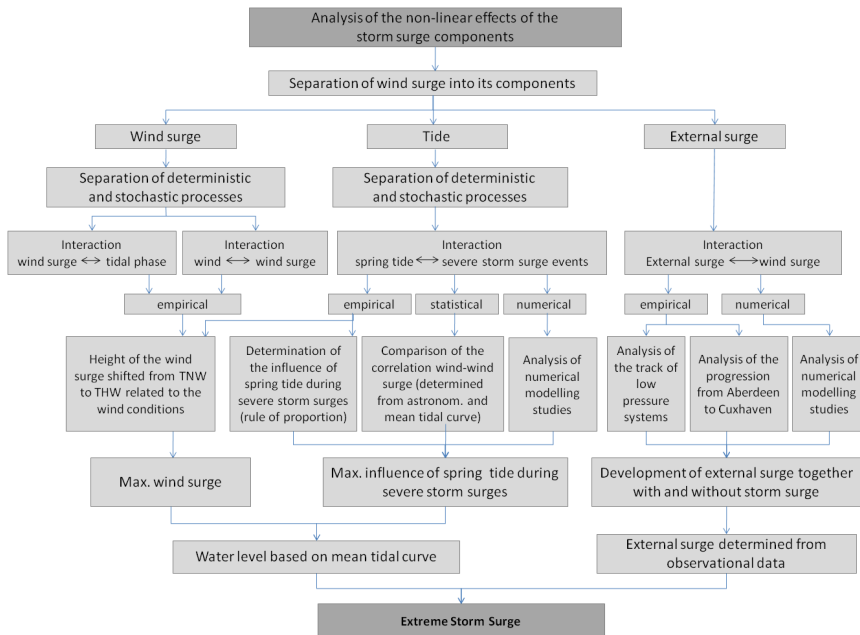 Analysis of the non-linear effects of the
storm surge components
Separation of wind surge into its components
Wind surge
Tide
External surge
Separation of deterministic
and stochastic processes
Separation of deterministic
and stochastic processes
Interaction
wind surge ↔ tidal phase
Interaction
wind ↔ wind surge
Interaction
spring tide ↔ severe storm surge events
Interaction
External surge ↔ wind surge
empirical
empirical
statistical
numerical
empirical
numerical
Height of the wind
surge shifted from TNW
to THW related to the
wind conditions
Determination of
the influence of
spring tide during
severe storm surges
(rule of proportion)
Comparison of the
correlation wind-wind
surge (determined
from astronom. and
mean tidal curve)
Analysis of
numerical
modelling
studies
Analysis of
the track of
low
pressure
systems
Analysis of the
progression
from Aberdeen
to Cuxhaven
Analysis of
numerical
modelling
studies
Max. wind surge
Max. influence of spring tide during
severe storm surges
Development of external surge together
with and without storm surge
Water level based on mean tidal curve
External surge determined from
observational data
Extreme Storm Surge